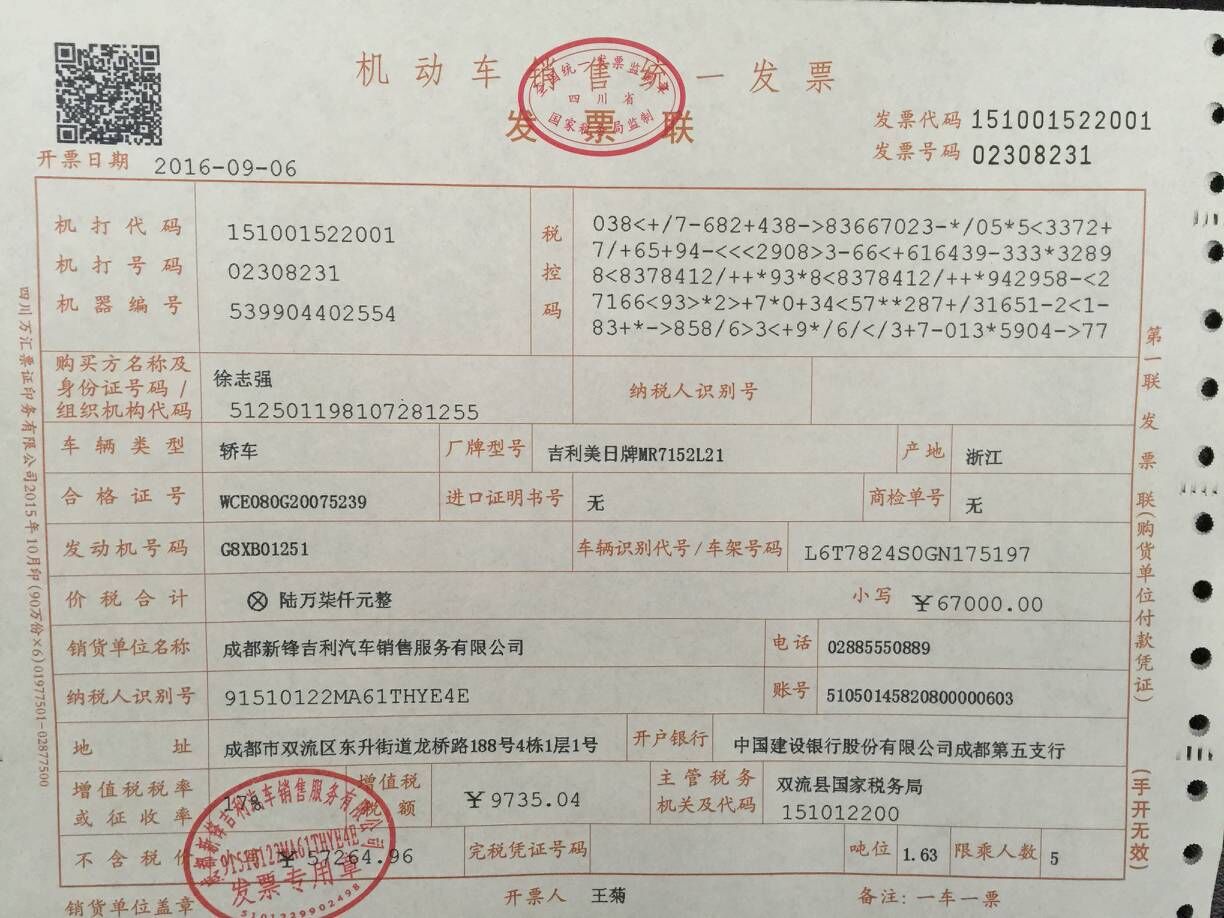 机动车销售统一发票
发票联
全国统一发票监制章
四川省
国家税务局监制
发票代码 151001522001
发票号码 02308231
开票日期 2016-09-06
机打代码 151001522001
机打号码 02308231
机器编号 539904402554
税控码
038<+/7-682+438->83667023-*/05*5<3372+
7/+65+94-<<<2908>3-66<+616439-333*3289
8<8378412/++*93*8<8378412/++*942958-<2
7166<93>*2>+7*0+34<57**287+/31651-2<1-
83+*->858/6>3<+9*/6/</3+7-013*5904->77
购买方名称及
身份证号码/
组织机构代码
徐志强
512501198107281255
纳税人识别号
车辆类型 轿车 厂牌型号 吉利美日牌MR7152L21 产地 浙江
合格证号 WCE080G20075239 进口证明书号 无 商检单号 无
发动机号码 G8XB01251 车辆识别代号/车架号码 L6T7824S0GN175197
价税合计 ⊗ 陆万柒仟元整 小写 ¥67000.00
销货单位名称 成都新锋吉利汽车销售服务有限公司 电话 02885550889
纳税人识别号 91510122MA61THYE4E 账号 51050145820800000603
地址 成都市双流区东升街道龙桥路188号4栋1层1号 开户银行 中国建设银行股份有限公司成都第五支行
增值税税率
或征收率
17%
增值税
税额
¥9735.04
主管税务
机关及代码
双流县国家税务局
151012200
不含税价 ¥57264.96 完税凭证号码 吨位 1.63 限乘人数 5
销货单位盖章 开票人 王菊 备注:一车一票
成都新锋吉利汽车销售服务有限公司
91510122MA61THYE4E
发票专用章
5101229902498
第一联 发票联(购货单位付款凭证)
(手开无效)
四川万汇票证印务有限公司2015年10月印(90万份×6)01977501-02877500